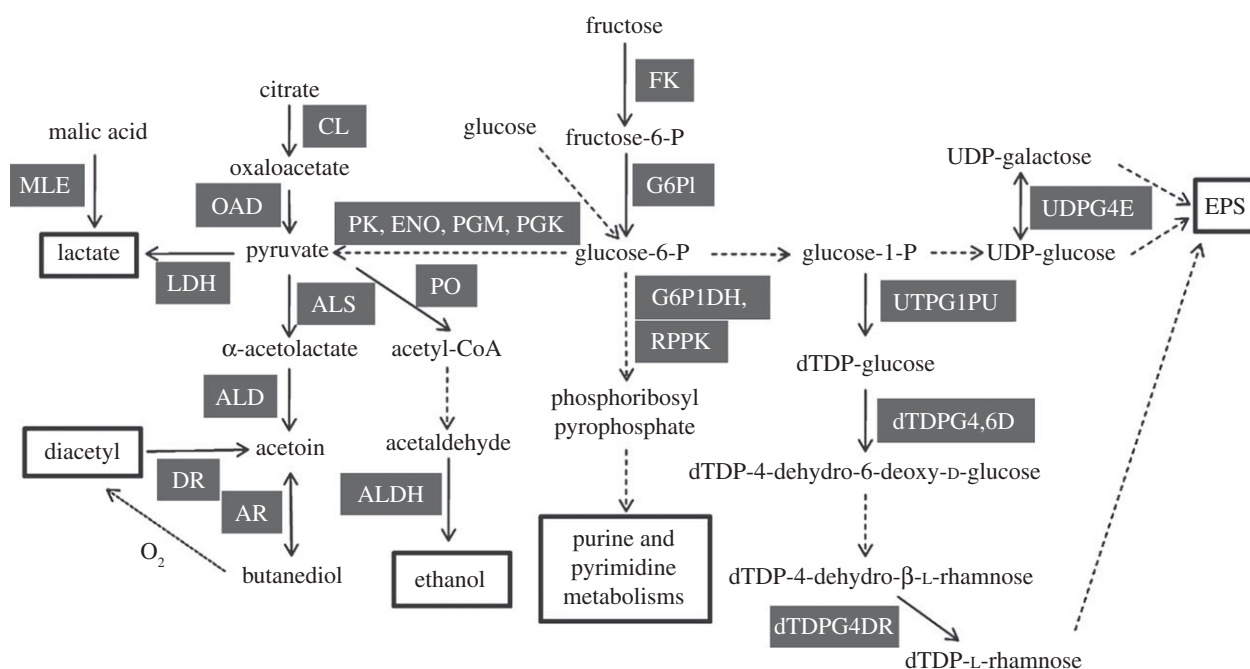 fructose
FK
citrate
CL
glucose
fructose-6-P
malic acid
MLE
oxaloacetate
OAD
G6Pl
UDP-galactose
UDPG4E
EPS
PK, ENO, PGM, PGK
lactate
LDH
pyruvate
glucose-6-P
glucose-1-P
UDP-glucose
ALS
PO
G6P1DH,
RPPK
UTPG1PU
α-acetolactate
acetyl-CoA
dTDP-glucose
ALD
phosphoribosyl
pyrophosphate
dTDPG4,6D
diacetyl
DR
acetoin
acetaldehyde
dTDP-4-dehydro-6-deoxy-D-glucose
AR
ALDH
O2
butanediol
ethanol
purine and
pyrimidine
metabolisms
dTDP-4-dehydro-β-L-rhamnose
dTDPG4DR
dTDP-L-rhamnose